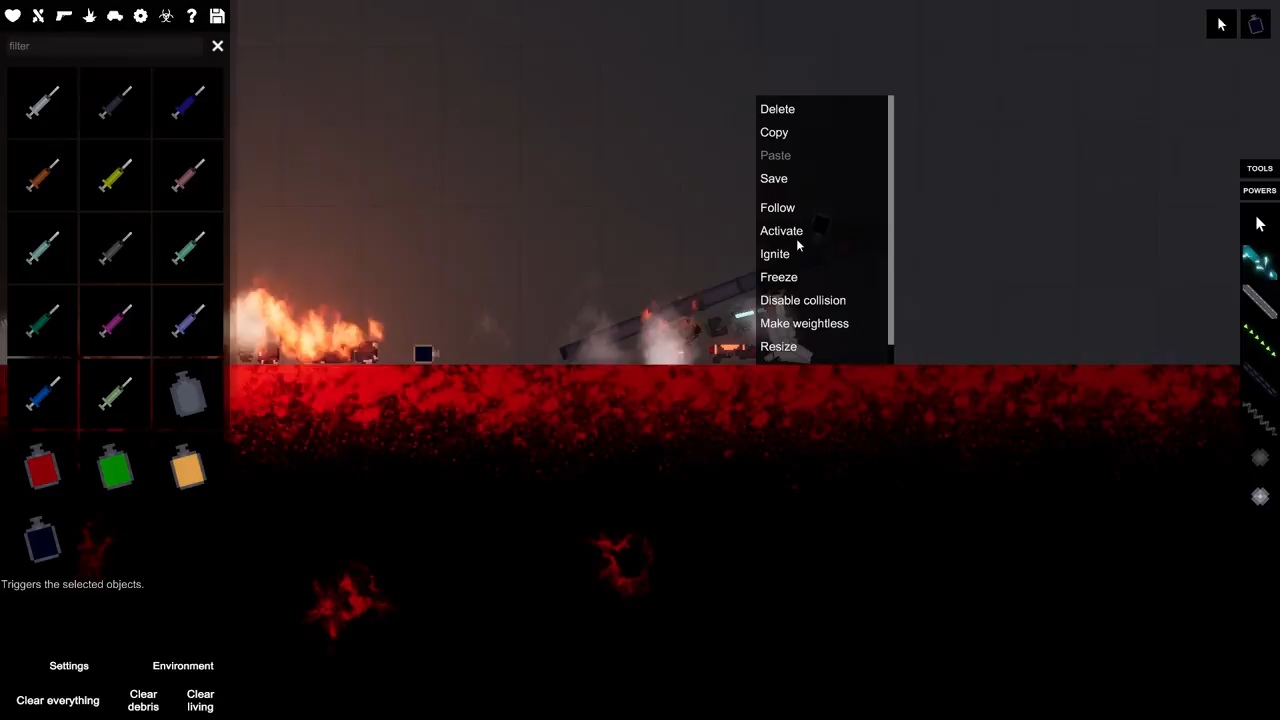 filter
Delete
Copy
Paste
Save
Follow
Activate
Ignite
Freeze
Disable collision
Make weightless
Resize
TOOLS
POWERS
Triggers the selected objects.
Settings
Environment
Clear everything
Clear
debris
Clear
living